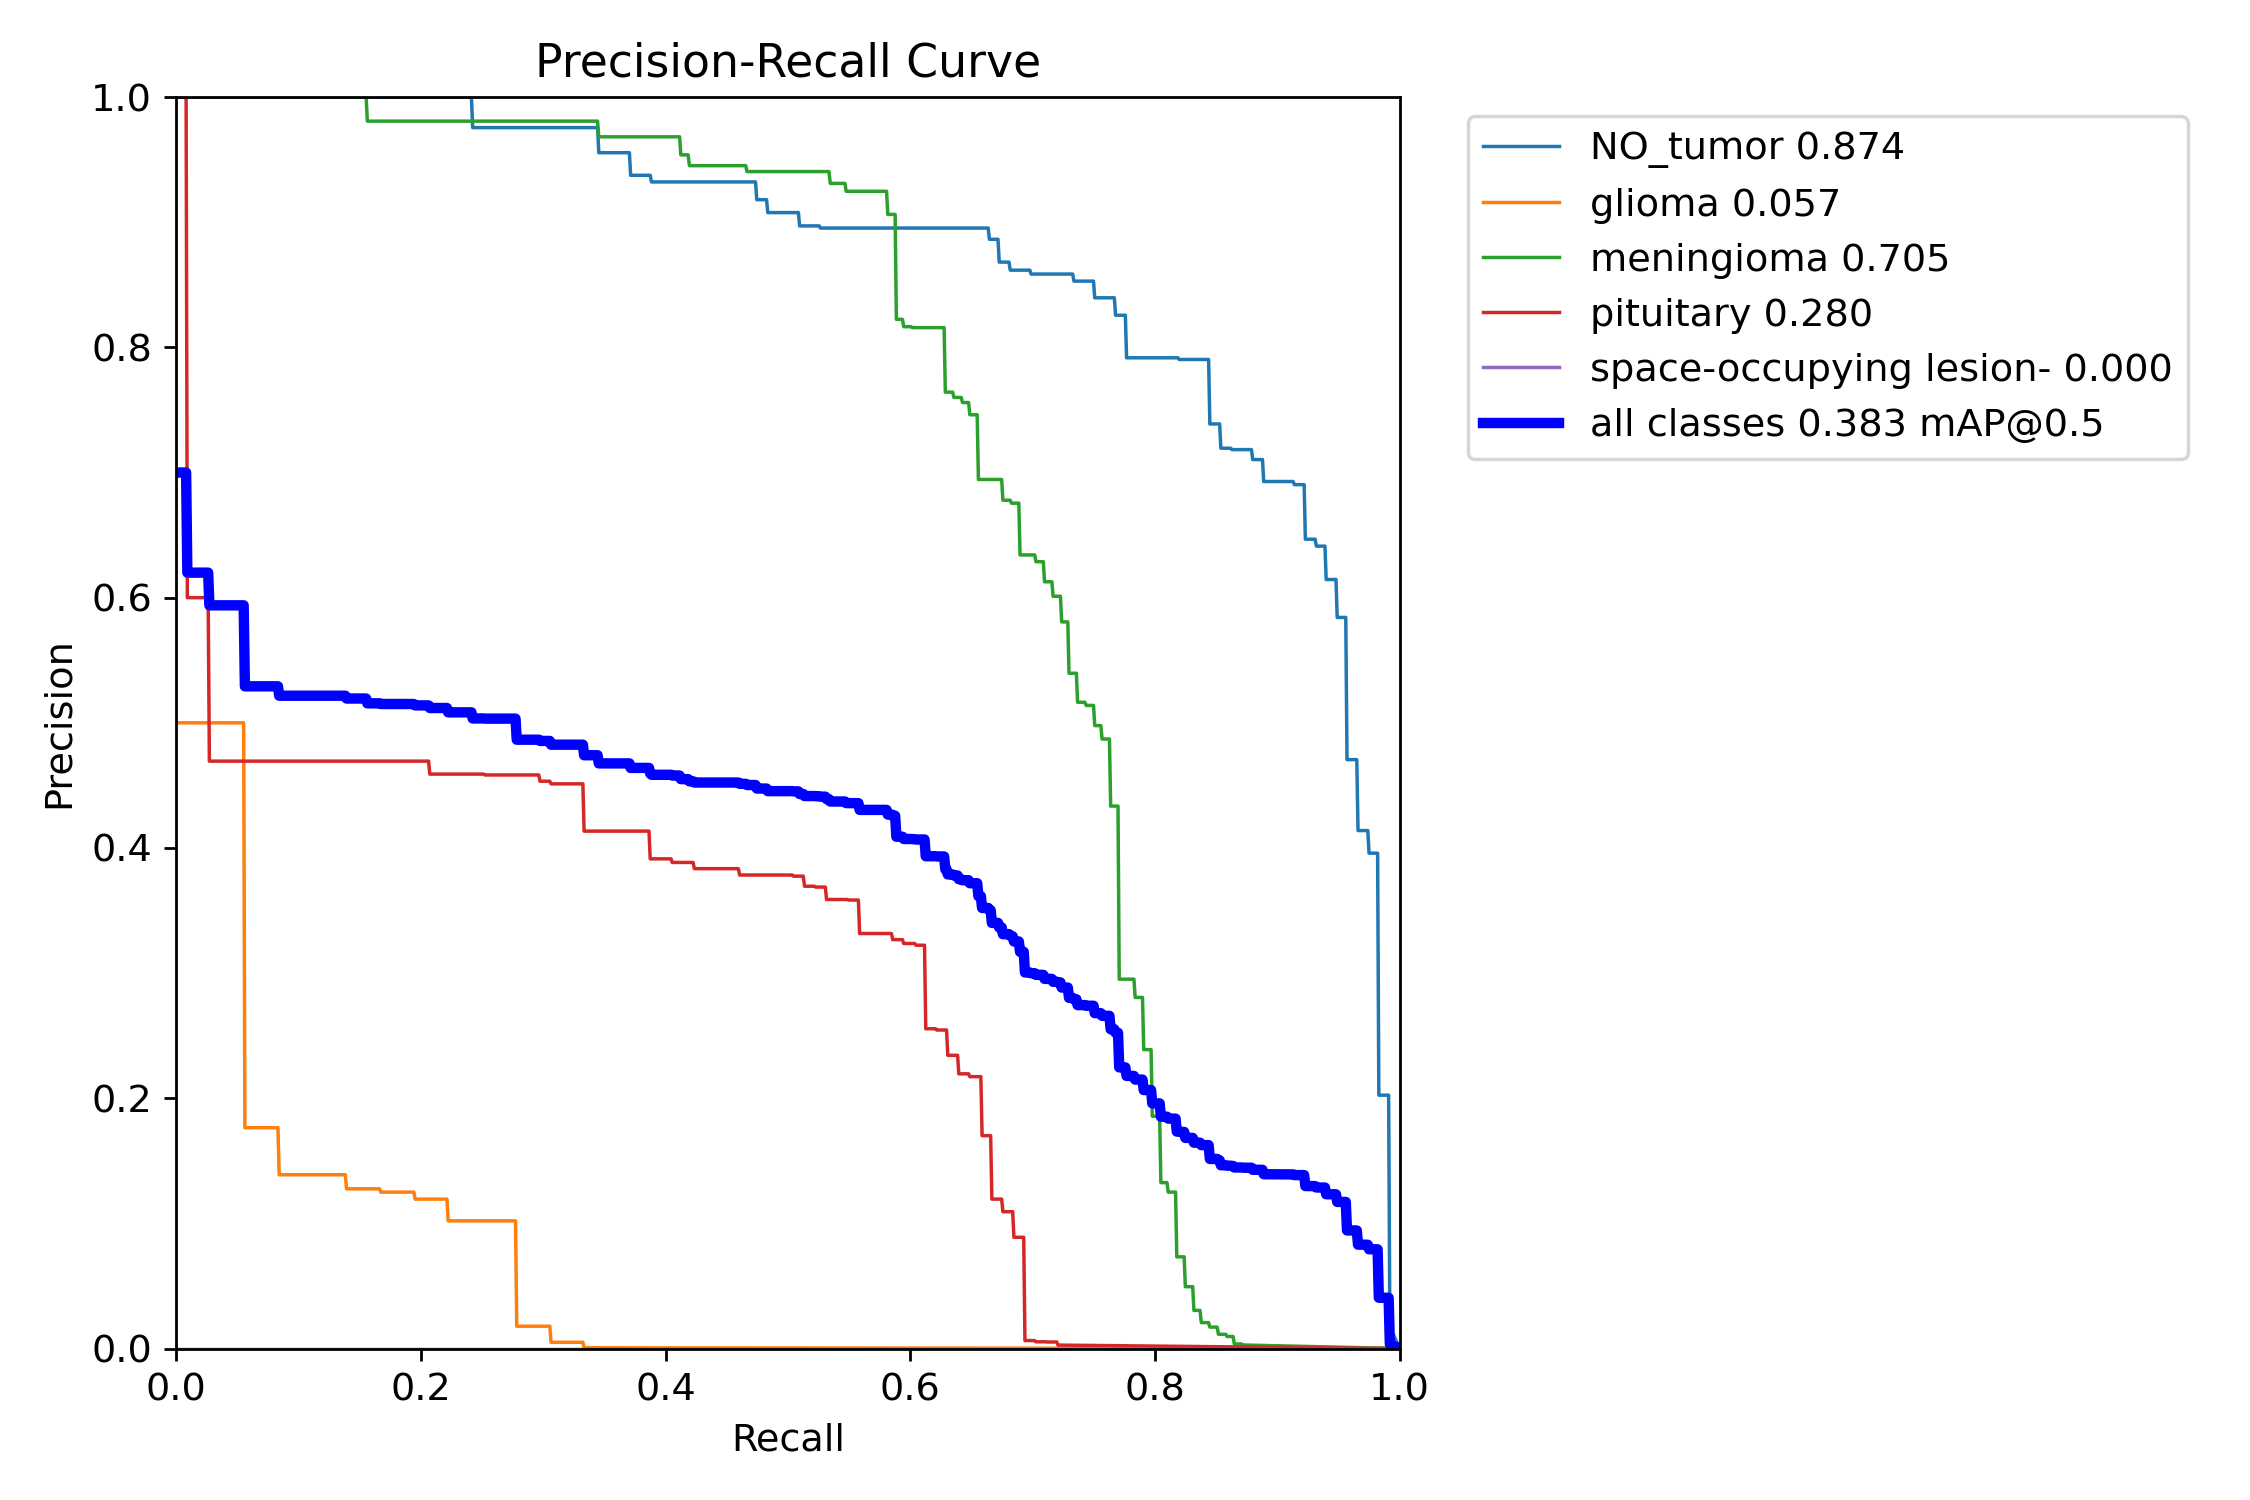 Precision-Recall Curve
1.0
0.8
0.6
0.4
0.2
0.0
Precision
0.0 0.2 0.4 0.6 0.8 1.0
Recall
NO_tumor 0.874
glioma 0.057
meningioma 0.705
pituitary 0.280
space-occupying lesion- 0.000
all classes 0.383 mAP@0.5